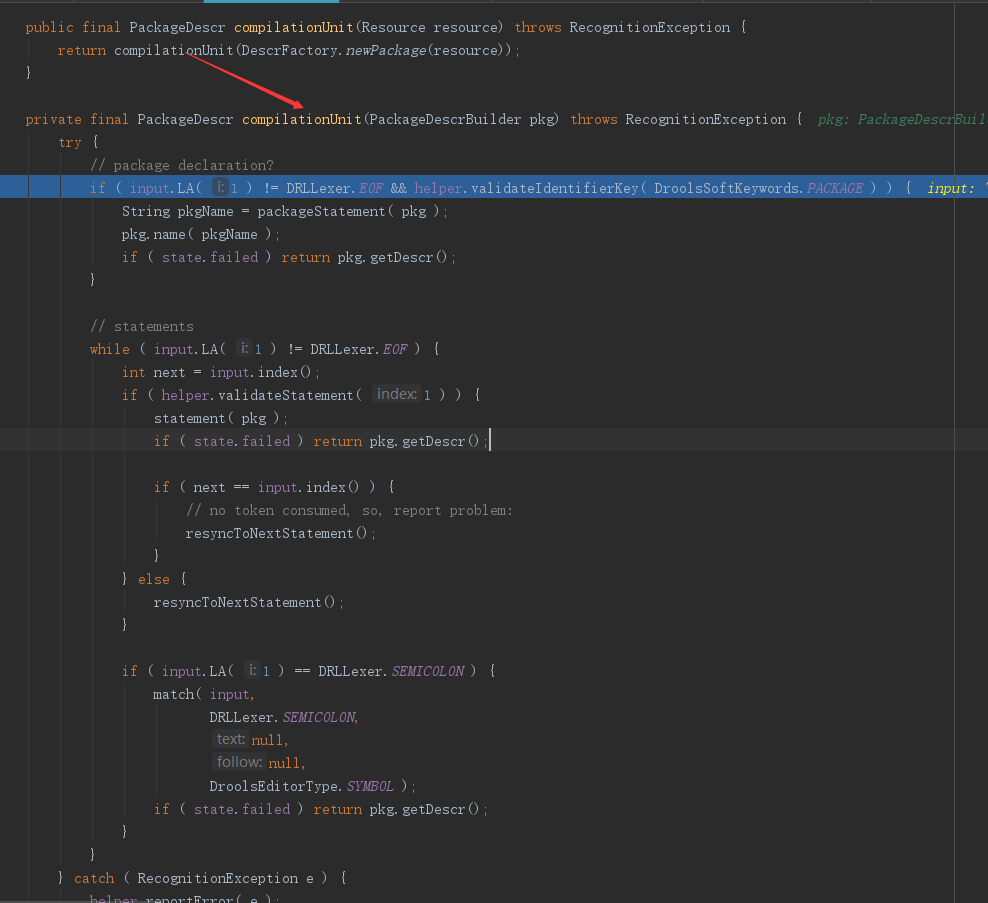 public final PackageDescr compilationUnit(Resource resource) throws RecognitionException {
return compilationUnit(DescrFactory.newPackage(resource));
}
private final PackageDescr compilationUnit(PackageDescrBuilder pkg) throws RecognitionException {  pkg: PackageDescrBuil
try {
// package declaration?
if ( input.LA( i: 1 ) != DRLLexer.EOF && helper.validateIdentifierKey( DroolsSoftKeywords.PACKAGE ) ) {  input: "
String pkgName = packageStatement( pkg );
pkg.name( pkgName );
if ( state.failed ) return pkg.getDescr();
}
// statements
while ( input.LA( i: 1 ) != DRLLexer.EOF ) {
int next = input.index();
if ( helper.validateStatement( index: 1 ) ) {
statement( pkg );
if ( state.failed ) return pkg.getDescr();
if ( next == input.index() ) {
// no token consumed, so, report problem:
resyncToNextStatement();
}
} else {
resyncToNextStatement();
}
if ( input.LA( i: 1 ) == DRLLexer.SEMICOLON ) {
match( input,
DRLLexer.SEMICOLON,
text: null,
follow: null,
DroolsEditorType.SYMBOL );
if ( state.failed ) return pkg.getDescr();
}
}
} catch ( RecognitionException e ) {
helper.reportError( e );